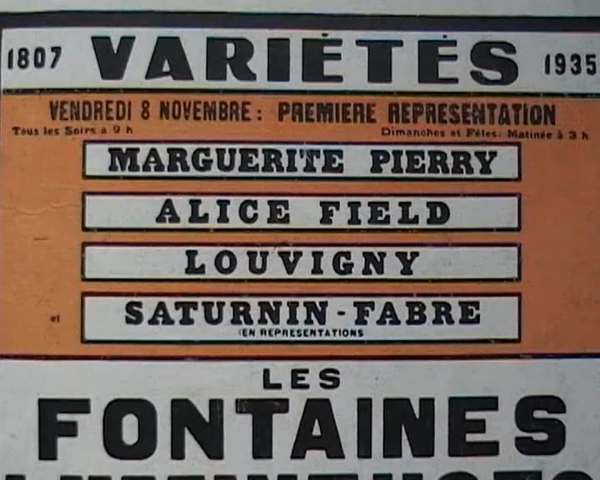 1807 VARIÉTÉS 1935
VENDREDI 8 NOVEMBRE : PREMIERE REPRESENTATION
Tous les Soirs à 9 h Dimanches et Fêtes: Matinée à 3 h
MARGUERITE PIERRY
ALICE FIELD
LOUVIGNY
et SATURNIN-FABRE
EN REPRESENTATIONS
LES
FONTAINES